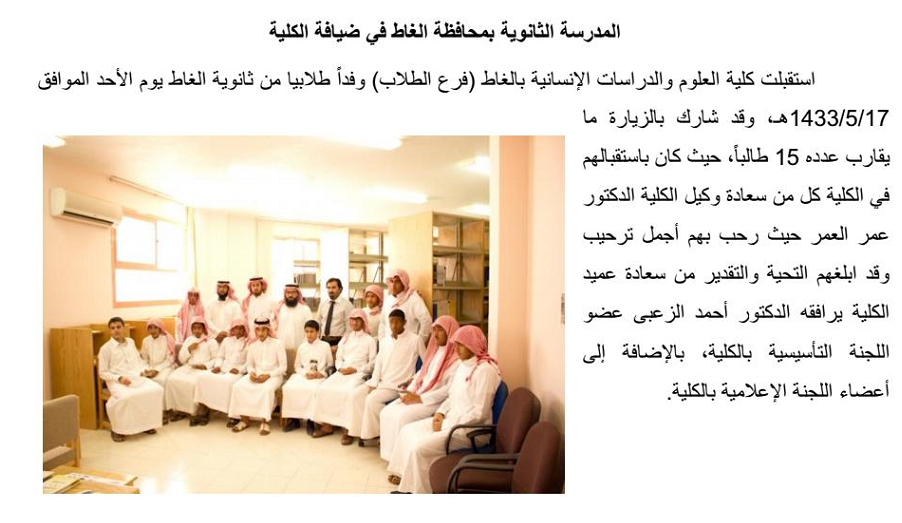 المدرسة الثانوية بمحافظة الغاط في ضيافة الكلية
استقبلت كلية العلوم والدراسات الإنسانية بالغاط (فرع الطلاب) وفداً طلابيا من ثانوية الغاط يوم الأحد الموافق
1433/5/17هـ، وقد شارك بالزيارة ما
يقارب عدده 15 طالباً، حيث كان باستقبالهم
في الكلية كل من سعادة وكيل الكلية الدكتور
عمر العمر حيث رحب بهم أجمل ترحيب
وقد ابلغهم التحية والتقدير من سعادة عميد
الكلية يرافقه الدكتور أحمد الزعبي عضو
اللجنة التأسيسية بالكلية، بالإضافة إلى
أعضاء اللجنة الإعلامية بالكلية.